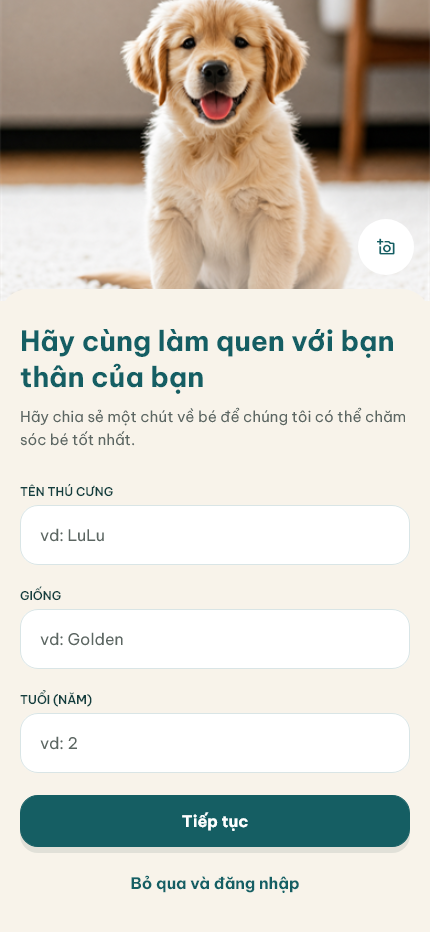 Hãy cùng làm quen với bạn
thân của bạn
Hãy chia sẻ một chút về bé để chúng tôi có thể chăm
sóc bé tốt nhất.
TÊN THÚ CƯNG
vd: LuLu
GIỐNG
vd: Golden
TUỔI (NĂM)
vd: 2
Tiếp tục
Bỏ qua và đăng nhập